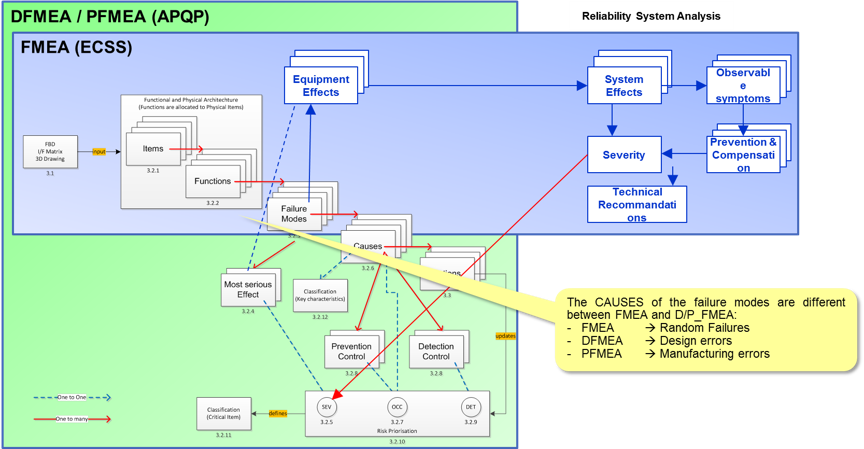 DFMEA / PFMEA (APQP)
Reliability System Analysis
FMEA (ECSS)
Equipment
Effects
System
Effects
Observabl
e
symptoms
Functional and Physical Architechture
(Functions are allocated to Physical Items)
FBD
I/F Matrix
3D Drawing
3.1
input
Items
3.2.1
Functions
3.2.2
Severity
Prevention &
Compensati
on
Technical
Recommandati
ons
Failure
Modes
Causes
3.2.6
3.3
Most serious
Effect
3.2.4
Classification
(Key characteristics)
3.2.12
The CAUSES of the failure modes are different
between FMEA and D/P_FMEA:
- FMEA → Random Failures
- DFMEA → Design errors
- PFMEA → Manufacturing errors
updates
Prevention
Control
3.2.8
Detection
Control
3.2.8
One to One
One to many
Classification
(Critical Item)
3.2.11
defines
SEV
3.2.5
OCC
3.2.7
DET
3.2.9
Risk Priorisation
3.2.10